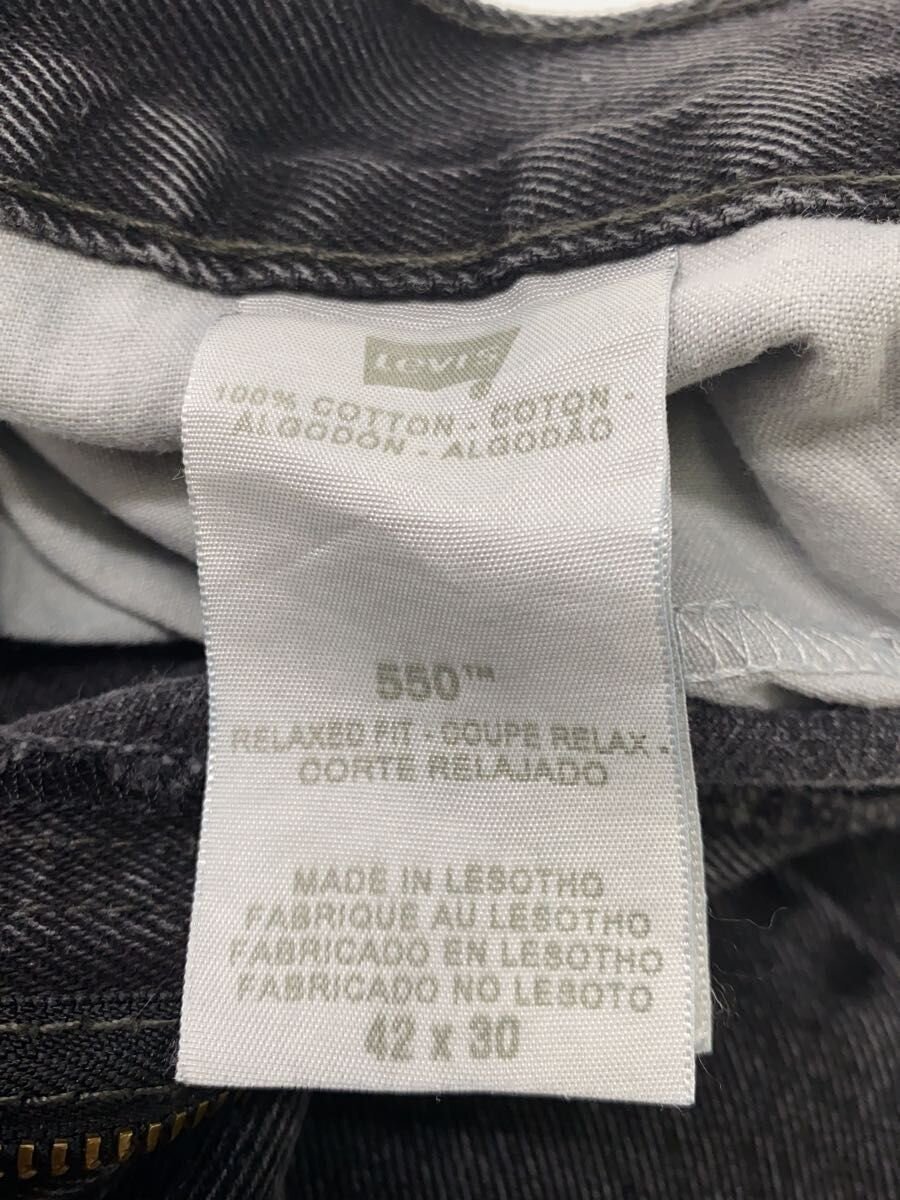 Levi's
100% COTTON - COTON -
ALGODON - ALGODÃO
550™
RELAXED FIT - COUPE RELAX -
CORTE RELAJADO
MADE IN LESOTHO
FABRIQUE AU LESOTHO
FABRICADO EN LESOTHO
FABRICADO NO LESOTO
42 x 30